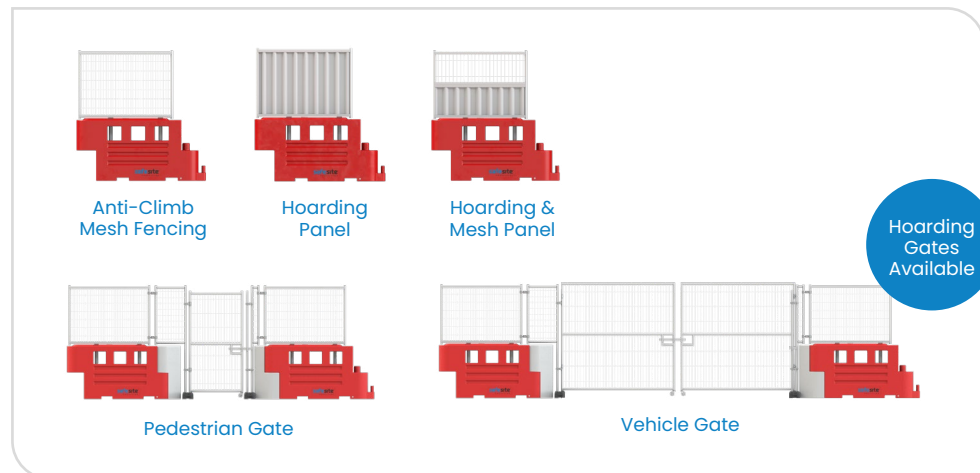 Anti-Climb
Mesh Fencing
Hoarding
Panel
Hoarding &
Mesh Panel
Hoarding
Gates
Available
Pedestrian Gate
Vehicle Gate